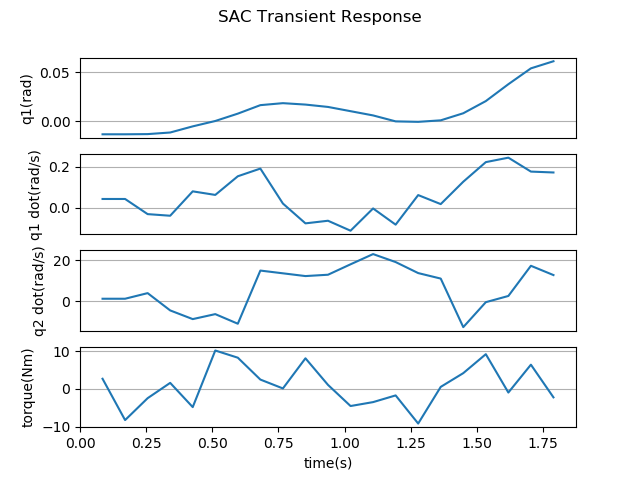 SAC Transient Response
q1(rad)
0.05
0.00
q1 dot(rad/s)
0.2
0.0
q2 dot(rad/s)
20
0
torque(Nm)
10
0
−10
0.00 0.25 0.50 0.75 1.00 1.25 1.50 1.75
time(s)